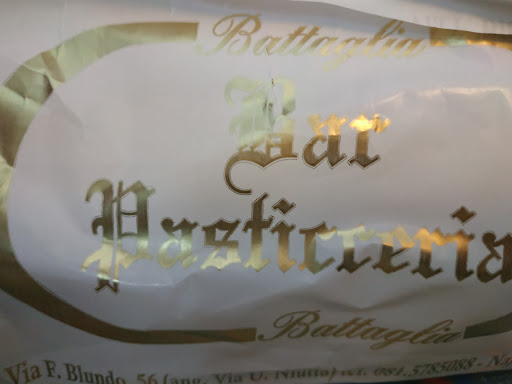 Battaglia
Bar
Pasticceria
Battaglia
Via F. Blundo, 56 (ang. Via U. Niutta) tel. 081.5785088 -